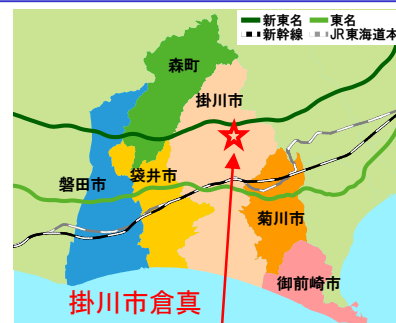 新東名 東名
新幹線 JR東海道本
森町
掛川市
磐田市
袋井市
菊川市
御前崎市
掛川市倉真